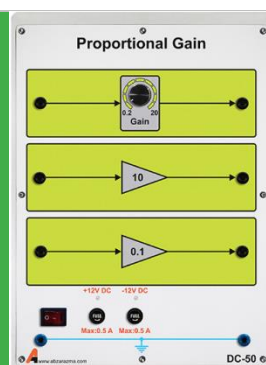 Proportional Gain
0.2 20
Gain
10
0.1
+12V DC -12V DC
FUSE FUSE
Max:0.5 A Max:0.5 A
www.abzarazma.com DC-50